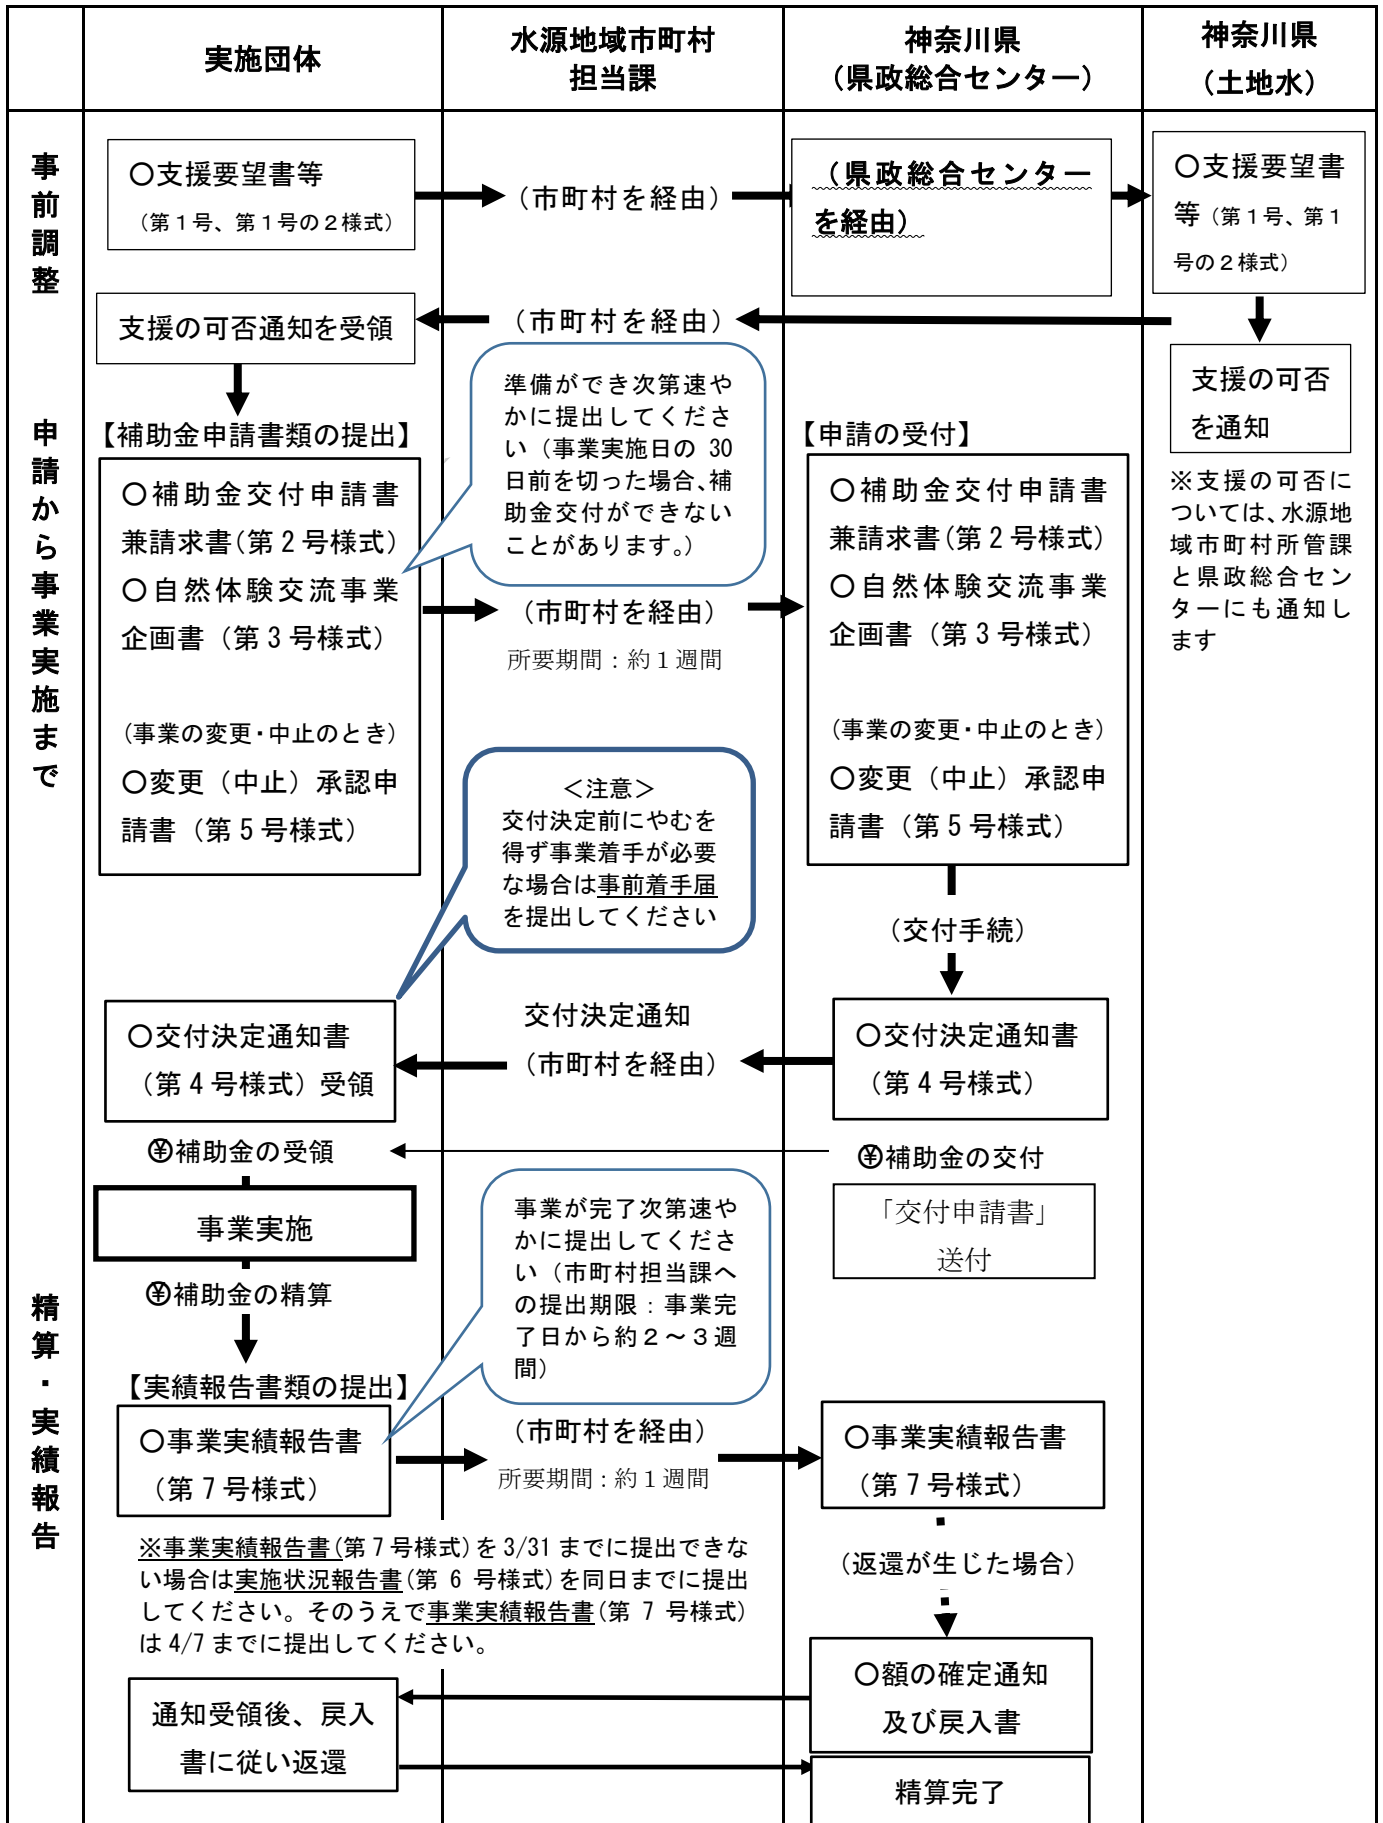 実施団体
水源地域市町村
担当課
神奈川県
（県政総合センター）
神奈川県
（土地水）
事前調整
〇支援要望書等
（第１号、第１号の２様式）
（市町村を経由）
（県政総合センター
を経由）
〇支援要望書
等（第１号、第１
号の２様式）
支援の可否通知を受領
（市町村を経由）
支援の可否
を通知
※支援の可否に
ついては、水源地
域市町村所管課
と県政総合セン
ターにも通知し
ます
申請から事業実施まで
準備ができ次第速や
かに提出してくださ
い（事業実施日の 30
日前を切った場合、補
助金交付ができない
ことがあります。）
【補助金申請書類の提出】
〇補助金交付申請書
兼請求書（第２号様式）
〇自然体験交流事業
企画書（第３号様式）
（事業の変更・中止のとき）
〇変更（中止）承認申
請書（第５号様式）
（市町村を経由）
所要期間：約１週間
【申請の受付】
〇補助金交付申請書
兼請求書（第２号様式）
〇自然体験交流事業
企画書（第３号様式）
（事業の変更・中止のとき）
〇変更（中止）承認申
請書（第５号様式）
＜注意＞
交付決定前にやむを
得ず事業着手が必要
な場合は事前着手届
を提出してください
（交付手続）
〇交付決定通知書
（第４号様式）受領
交付決定通知
（市町村を経由）
〇交付決定通知書
（第４号様式）
¥補助金の受領
¥補助金の交付
事業実施
「交付申請書」
送付
¥補助金の精算
事業が完了次第速や
かに提出してくださ
い（市町村担当課へ
の提出期限：事業完
了日から約２～３週
間）
精算・実績報告
【実績報告書類の提出】
〇事業実績報告書
（第７号様式）
（市町村を経由）
所要期間：約１週間
〇事業実績報告書
（第７号様式）
※事業実績報告書(第７号様式)を 3/31 までに提出できな
い場合は実施状況報告書(第 6 号様式)を同日までに提出
してください。そのうえで事業実績報告書(第 7 号様式)
は 4/7 までに提出してください。
（返還が生じた場合）
〇額の確定通知
及び戻入書
通知受領後、戻入
書に従い返還
精算完了